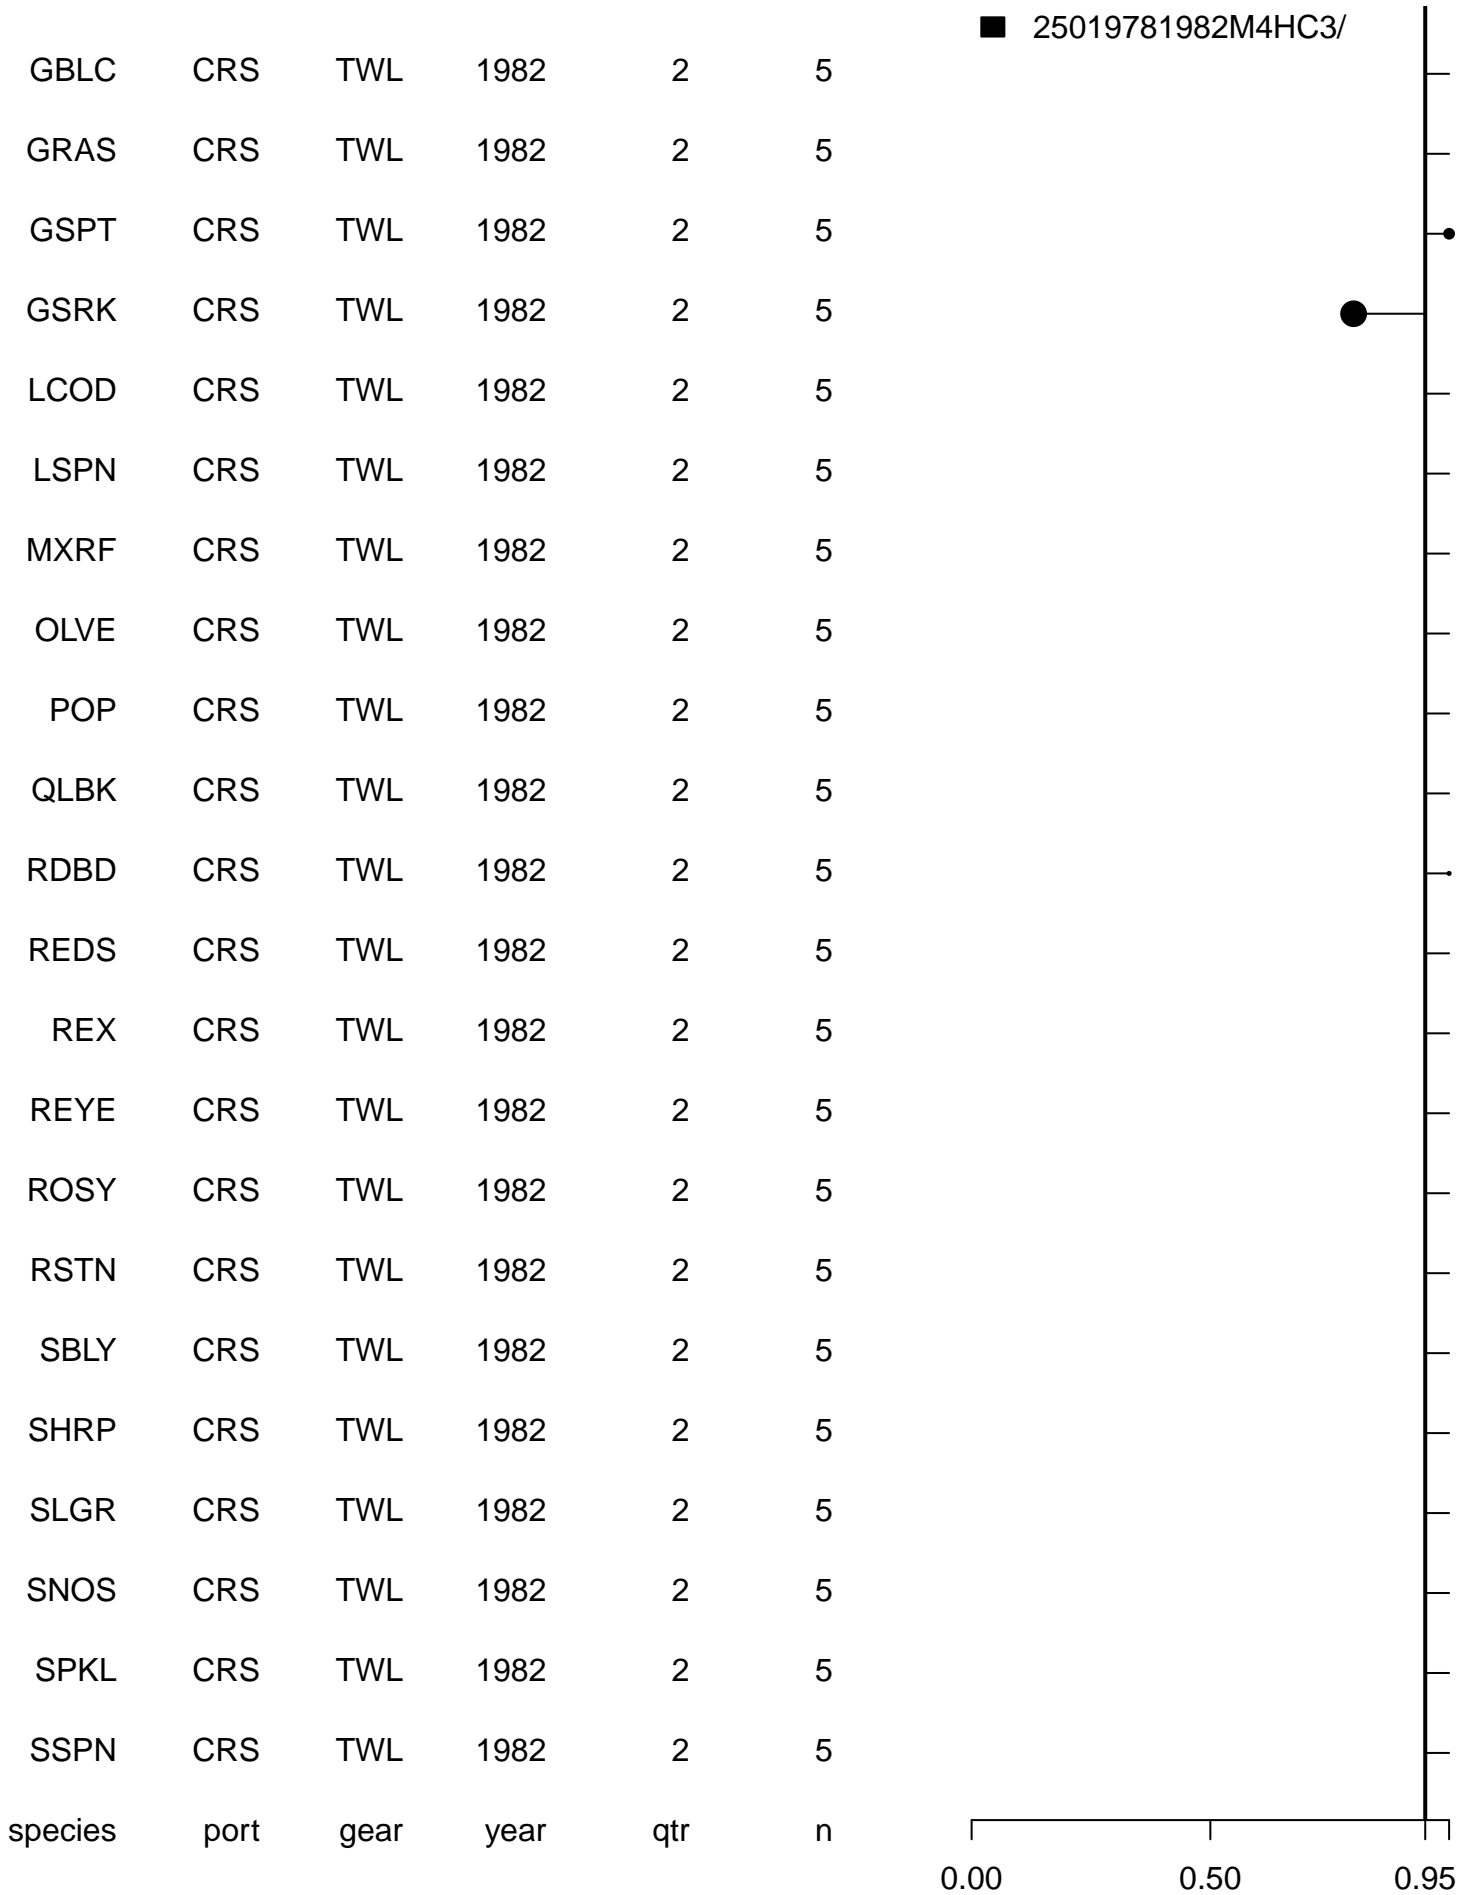 25019781982M4HC3/
GBLC CRS TWL 1982 2 5
GRAS CRS TWL 1982 2 5
GSPT CRS TWL 1982 2 5
GSRK CRS TWL 1982 2 5
LCOD CRS TWL 1982 2 5
LSPN CRS TWL 1982 2 5
MXRF CRS TWL 1982 2 5
OLVE CRS TWL 1982 2 5
POP CRS TWL 1982 2 5
QLBK CRS TWL 1982 2 5
RDBD CRS TWL 1982 2 5
REDS CRS TWL 1982 2 5
REX CRS TWL 1982 2 5
REYE CRS TWL 1982 2 5
ROSY CRS TWL 1982 2 5
RSTN CRS TWL 1982 2 5
SBLY CRS TWL 1982 2 5
SHRP CRS TWL 1982 2 5
SLGR CRS TWL 1982 2 5
SNOS CRS TWL 1982 2 5
SPKL CRS TWL 1982 2 5
SSPN CRS TWL 1982 2 5
species port gear year qtr n
0.00 0.50 0.95